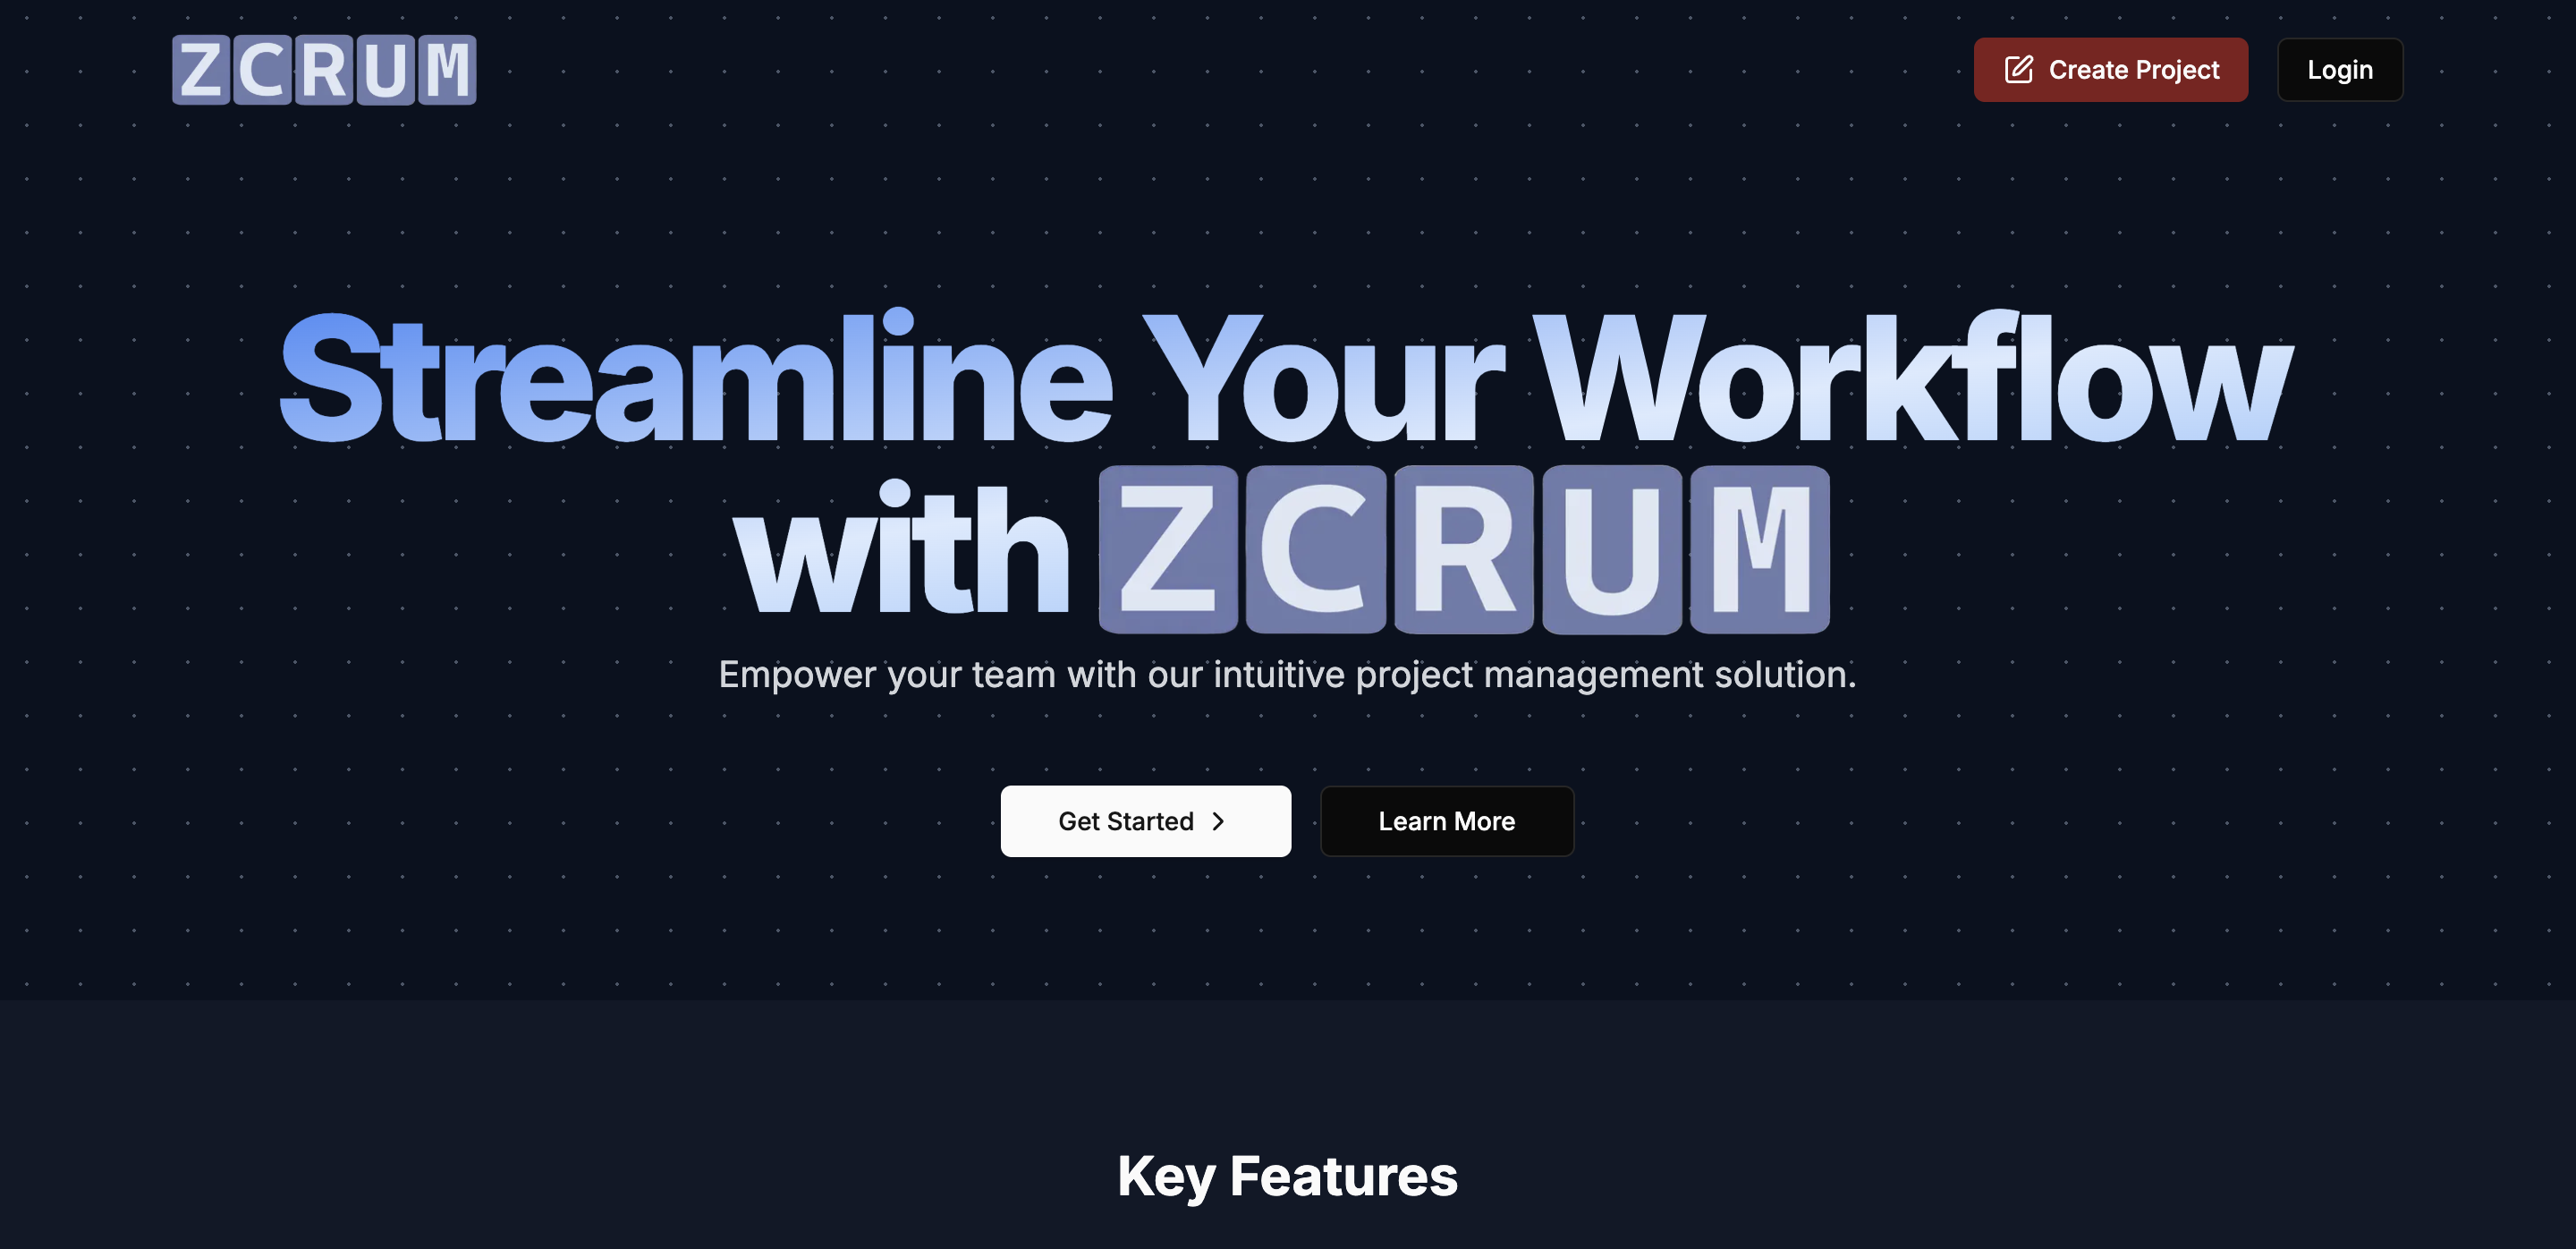 ZCRUM
Create Project
Login
Streamline Your Workflow
with ZCRUM
Empower your team with our intuitive project management solution.
Get Started
Learn More
Key Features